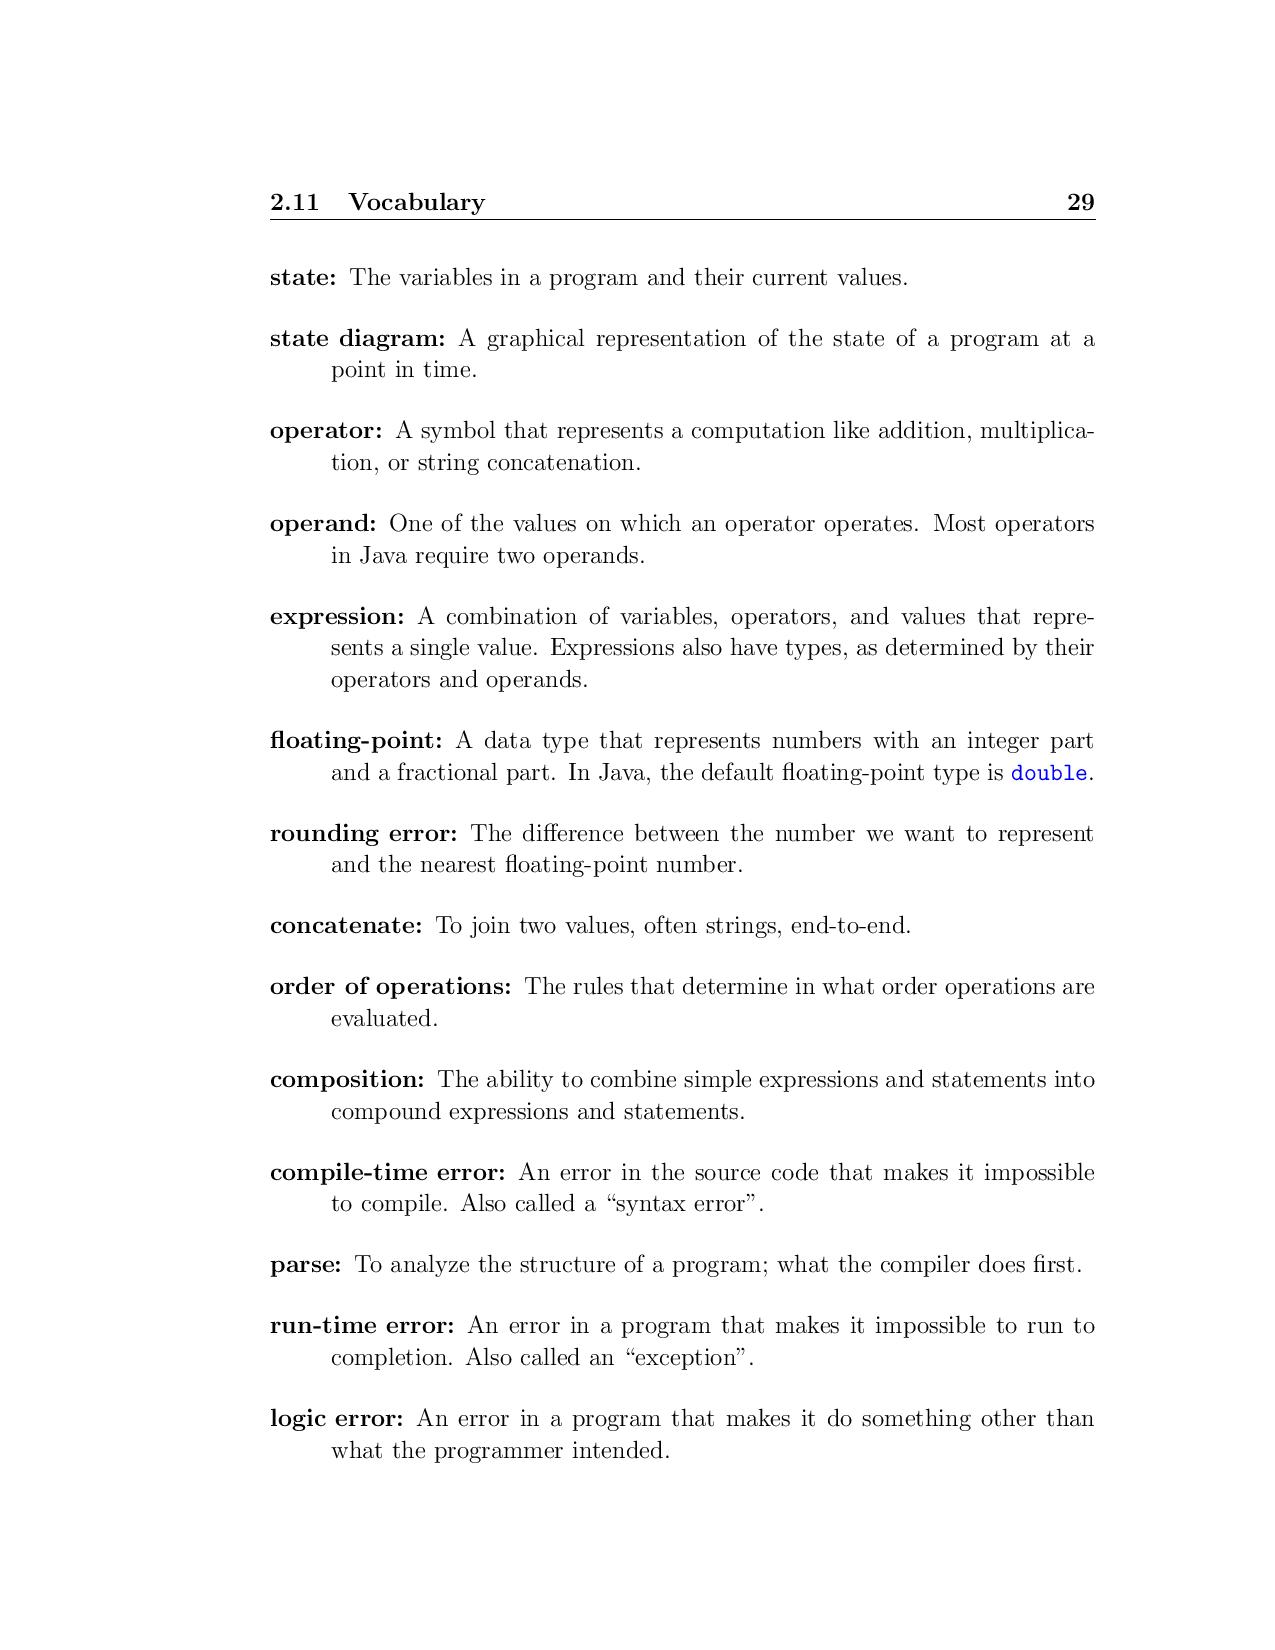 2.11 Vocabulary 29
state: The variables in a program and their current values.
state diagram: A graphical representation of the state of a program at a
point in time.
operator: A symbol that represents a computation like addition, multiplica-
tion, or string concatenation.
operand: One of the values on which an operator operates. Most operators
in Java require two operands.
expression: A combination of variables, operators, and values that repre-
sents a single value. Expressions also have types, as determined by their
operators and operands.
floating-point: A data type that represents numbers with an integer part
and a fractional part. In Java, the default floating-point type is double.
rounding error: The difference between the number we want to represent
and the nearest floating-point number.
concatenate: To join two values, often strings, end-to-end.
order of operations: The rules that determine in what order operations are
evaluated.
composition: The ability to combine simple expressions and statements into
compound expressions and statements.
compile-time error: An error in the source code that makes it impossible
to compile. Also called a “syntax error”.
parse: To analyze the structure of a program; what the compiler does first.
run-time error: An error in a program that makes it impossible to run to
completion. Also called an “exception”.
logic error: An error in a program that makes it do something other than
what the programmer intended.